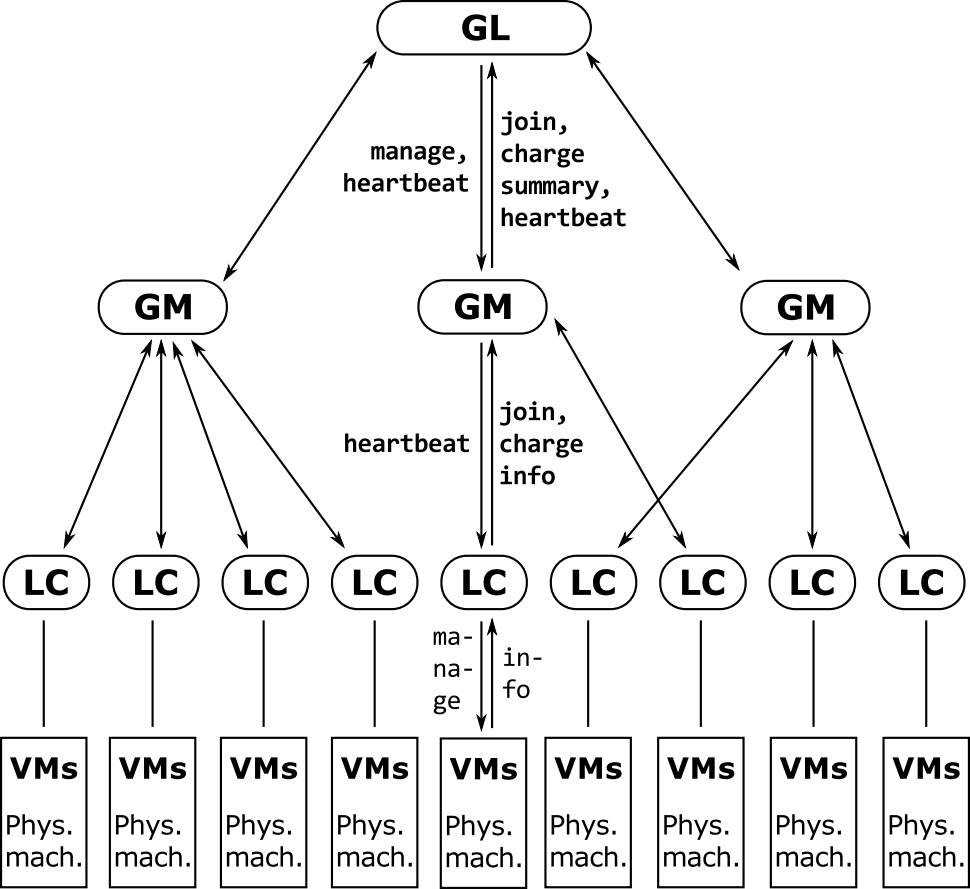 GL
manage,
heartbeat
join,
charge
summary,
heartbeat
GM GM GM
heartbeat
join,
charge
info
LC LC LC LC LC LC LC LC LC
ma-
na-
ge
in-
fo
VMs VMs VMs VMs VMs VMs VMs VMs VMs
Phys. Phys. Phys. Phys. Phys. Phys. Phys. Phys. Phys.
mach. mach. mach. mach. mach. mach. mach. mach. mach.